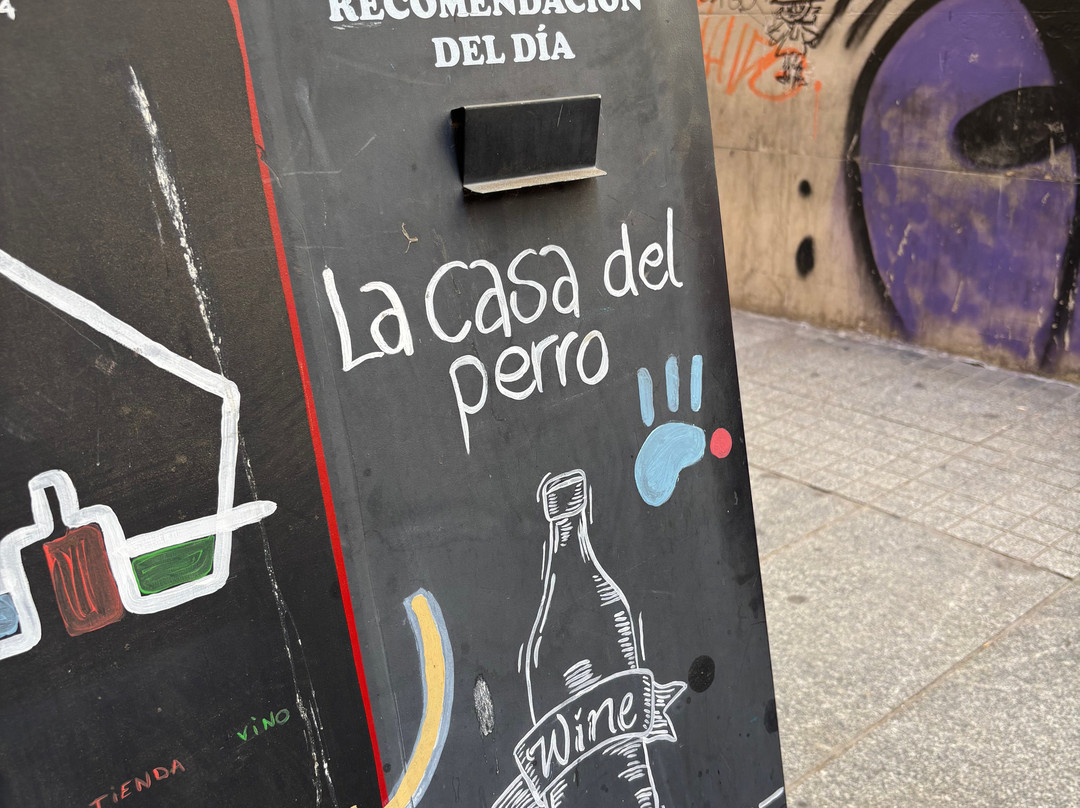 RECOMENDACIÓN
DEL DÍA
La casa del
perro
Wine
VINO
TIENDA